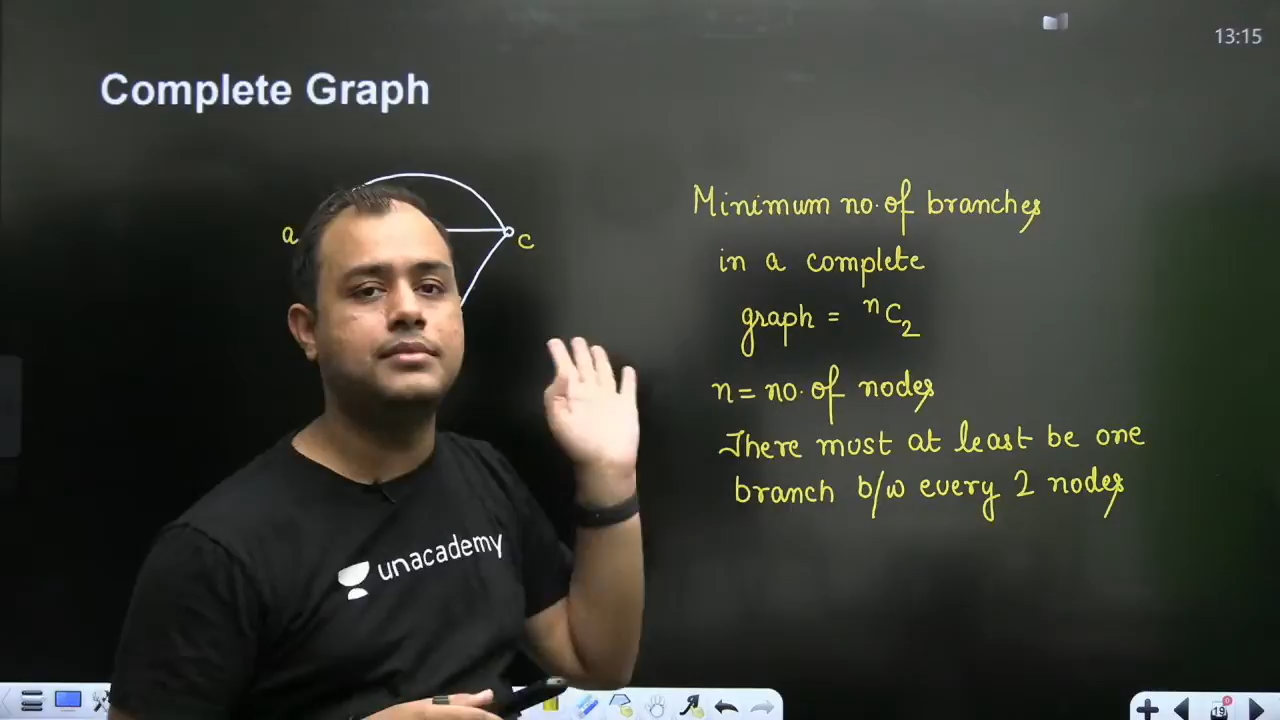 13:15
Complete Graph
a
c
Minimum no. of branches
in a complete
graph = ⁿC₂
n = no. of nodes
There must at least be one
branch b/w every 2 nodes
unacademy
19